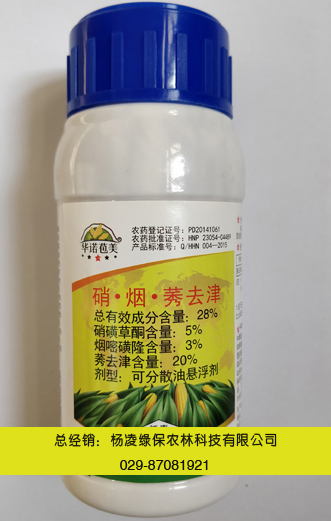 华诺苞美
农药登记证号：PD20141061
农药批准证号：HNP 23054-D4489
产品标准号：Q/HHN 004—2015
硝·烟·莠去津
总有效成分含量：28%
硝磺草酮含量：5%
烟嘧磺隆含量：3%
莠去津含量：20%
剂型：可分散油悬浮剂
总经销：杨凌绿保农林科技有限公司
029-87081921